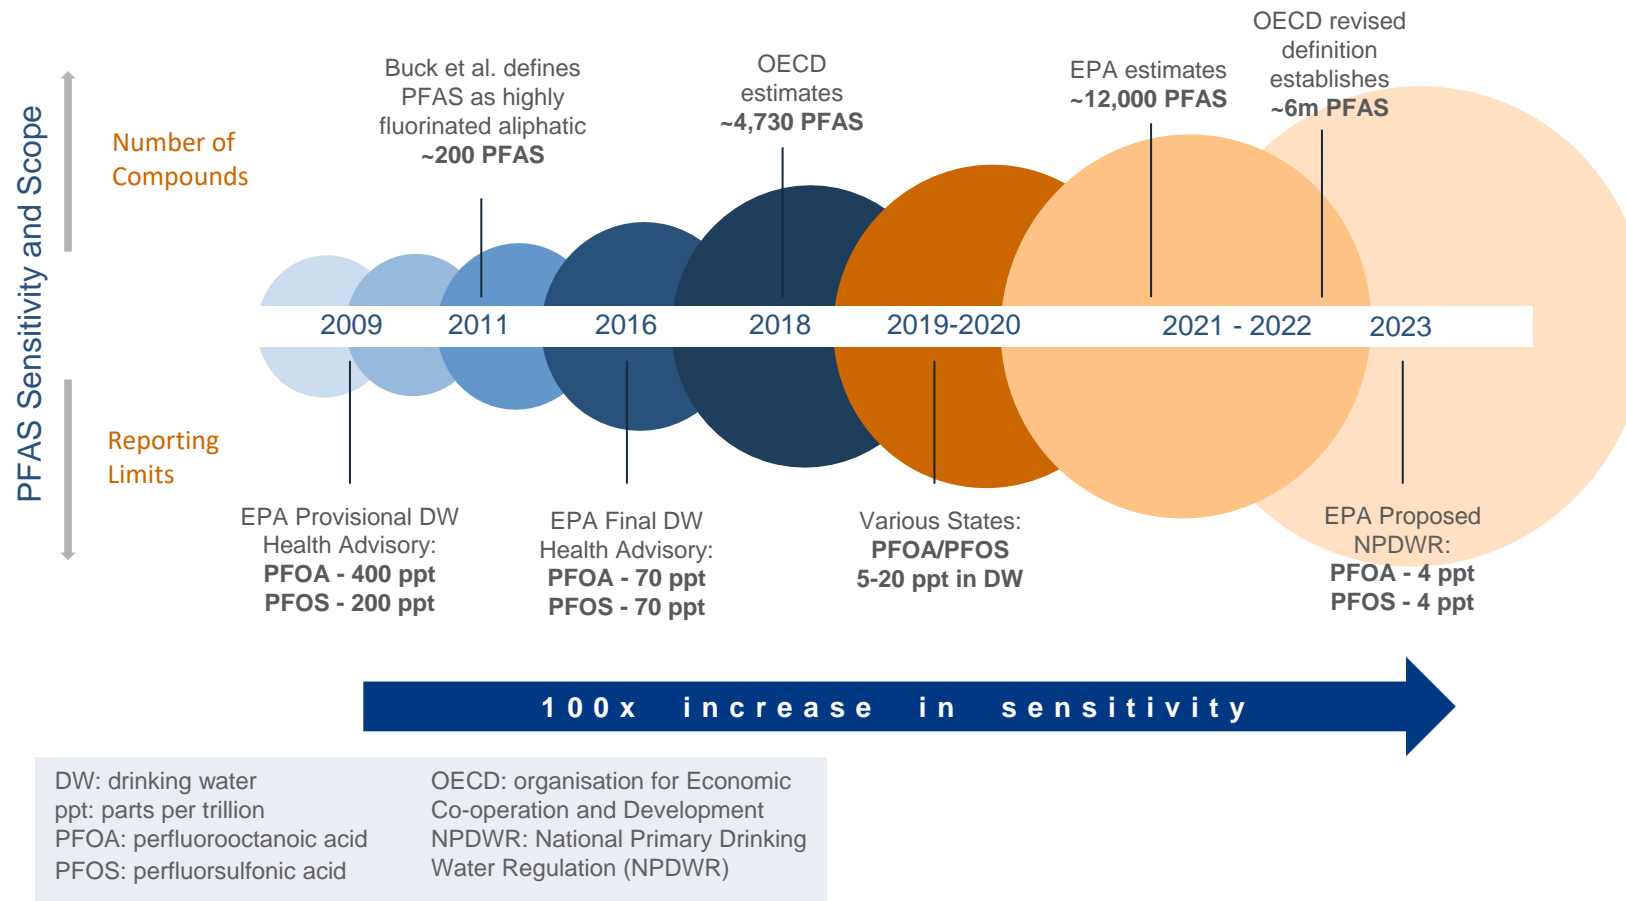 PFAS Sensitivity and Scope
Number of
Compounds
Reporting
Limits
Buck et al. defines
PFAS as highly
fluorinated aliphatic
~200 PFAS
OECD
estimates
~4,730 PFAS
EPA estimates
~12,000 PFAS
OECD revised
definition
establishes
~6m PFAS
2009
2011
2016
2018
2019-2020
2021 - 2022
2023
EPA Provisional DW
Health Advisory:
PFOA - 400 ppt
PFOS - 200 ppt
EPA Final DW
Health Advisory:
PFOA - 70 ppt
PFOS - 70 ppt
Various States:
PFOA/PFOS
5-20 ppt in DW
EPA Proposed
NPDWR:
PFOA - 4 ppt
PFOS - 4 ppt
100x increase in sensitivity
DW: drinking water
ppt: parts per trillion
PFOA: perfluorooctanoic acid
PFOS: perfluorsulfonic acid
OECD: organisation for Economic
Co-operation and Development
NPDWR: National Primary Drinking
Water Regulation (NPDWR)